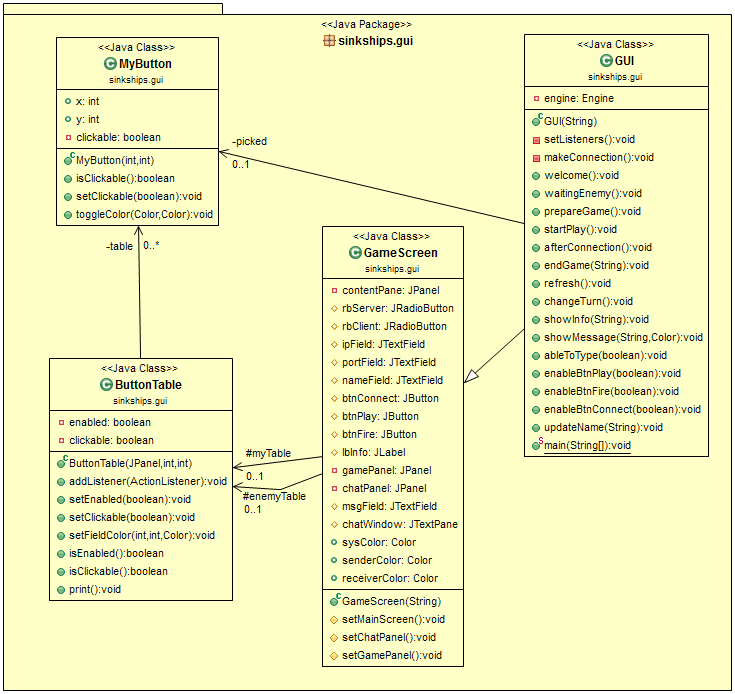 <<Java Package>>
sinkships.gui
<<Java Class>>
MyButton
sinkships.gui
x: int
y: int
clickable: boolean
MyButton(int,int)
isClickable():boolean
setClickable(boolean):void
toggleColor(Color,Color):void
-picked
0..1
-table
0..*
<<Java Class>>
ButtonTable
sinkships.gui
enabled: boolean
clickable: boolean
ButtonTable(JPanel,int,int)
addListener(ActionListener):void
setEnabled(boolean):void
setClickable(boolean):void
setFieldColor(int,int,Color):void
isEnabled():boolean
isClickable():boolean
print():void
#myTable
0..1
#enemyTable
0..1
<<Java Class>>
GameScreen
sinkships.gui
contentPane: JPanel
rbServer: JRadioButton
rbClient: JRadioButton
ipField: JTextField
portField: JTextField
nameField: JTextField
btnConnect: JButton
btnPlay: JButton
btnFire: JButton
lblnfo: JLabel
gamePanel: JPanel
chatPanel: JPanel
msgField: JTextField
chatWindow: JTextPane
sysColor: Color
senderColor: Color
receiverColor: Color
GameScreen(String)
setMainScreen():void
setChatPanel():void
setGamePanel():void
<<Java Class>>
GUI
sinkships.gui
engine: Engine
GUI(String)
setListeners():void
makeConnection():void
welcome():void
waitingEnemy():void
prepareGame():void
startPlay():void
afterConnection():void
endGame(String):void
refresh():void
changeTurn():void
showInfo(String):void
showMessage(String,Color):void
ableToType(boolean):void
enableBtnPlay(boolean):void
enableBtnFire(boolean):void
enableBtnConnect(boolean):void
updateName(String):void
main(String[]):void